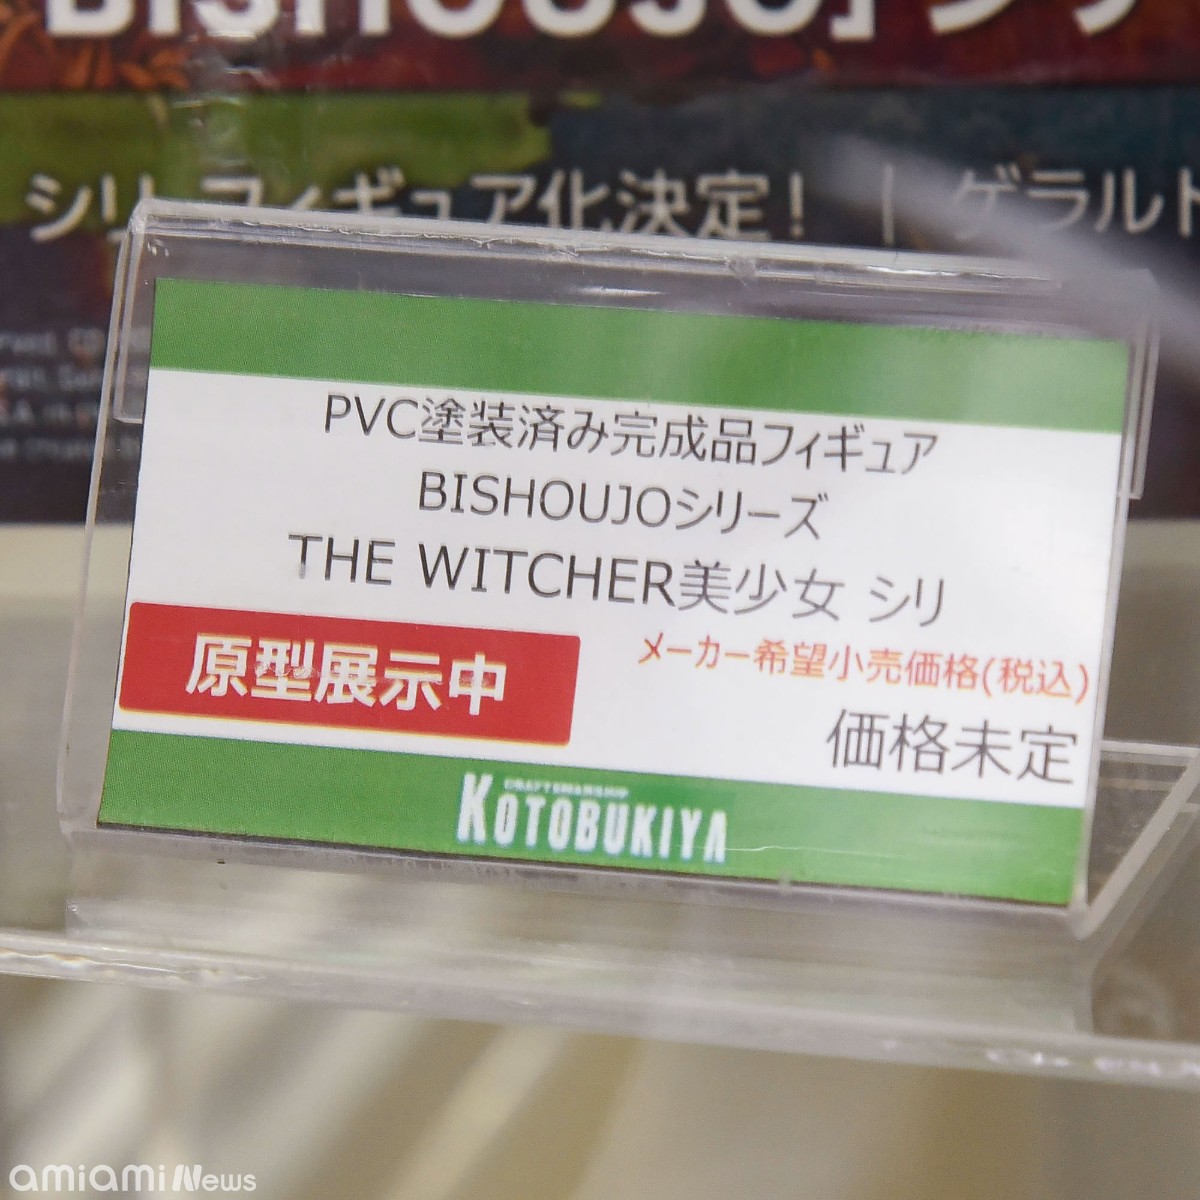 BISHOUJO」シリ
シリ フィギュア化決定! | ゲラルト
PVC塗装済み完成品フィギュア
BISHOUJOシリーズ
THE WITCHER美少女 シリ
原型展示中
メーカー希望小売価格(税込)
価格未定
CRAFTSMANSHIP
KOTOBUKIYA
amiami News